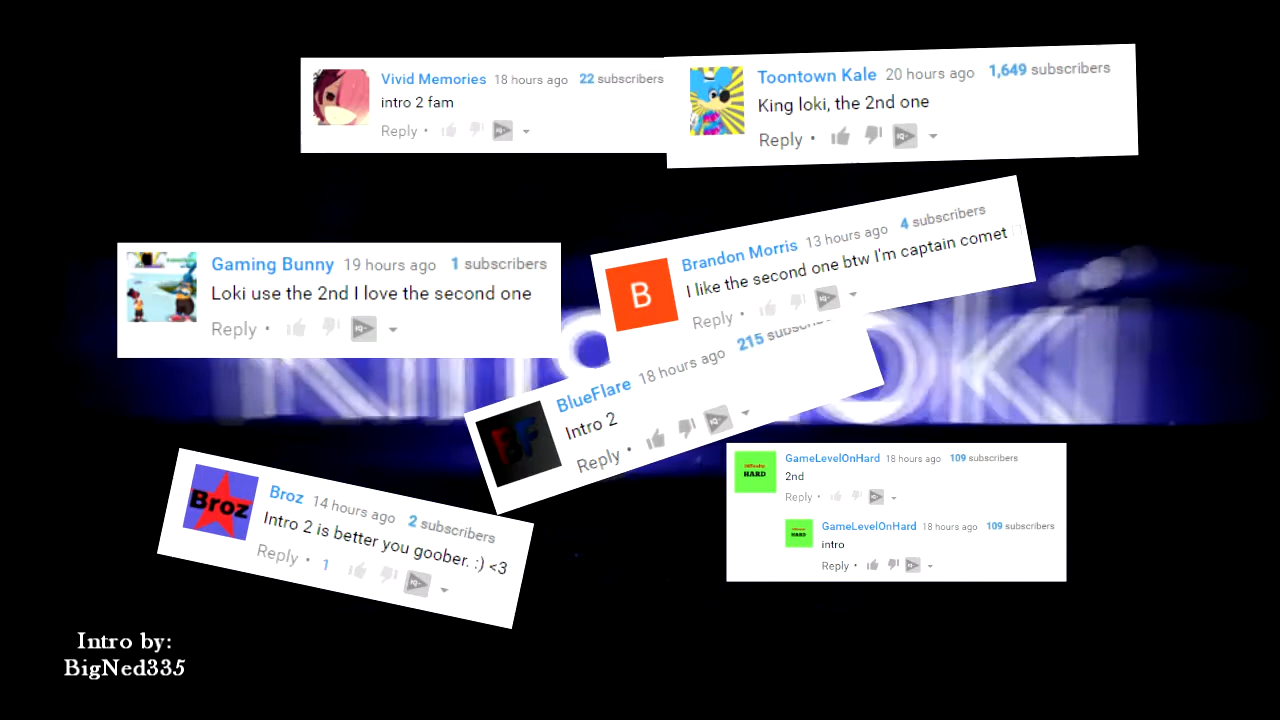 Vivid Memories 18 hours ago 22 subscribers
intro 2 fam
Reply •
Toontown Kale 20 hours ago 1,649 subscribers
King loki, the 2nd one
Reply •
Gaming Bunny 19 hours ago 1 subscribers
Loki use the 2nd I love the second one
Reply •
B
Brandon Morris 13 hours ago 4 subscribers
I like the second one btw I'm captain comet
Reply •
BF
BlueFlare 18 hours ago 215
Intro 2
Reply •
Broz
Broz 14 hours ago 2 subscribers
Intro 2 is better you goober. :) <3
Reply • 1
HARD
GameLevelOnHard 18 hours ago 109 subscribers
2nd
Reply •
HARD
GameLevelOnHard 18 hours ago 109 subscribers
intro
Reply •
Intro by:
BigNed335